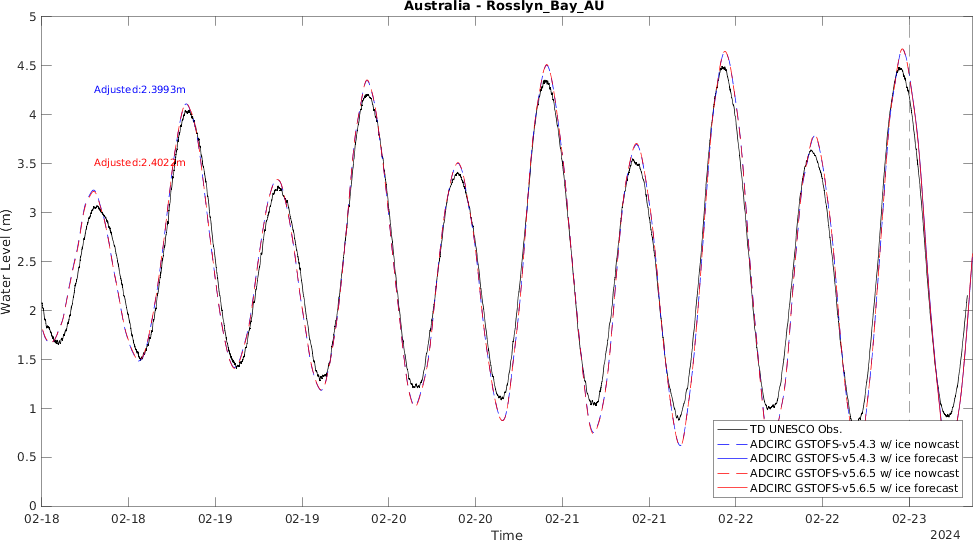 Australia - Rosslyn_Bay_AU
5
4.5
4
3.5
3
2.5
2
1.5
1
0.5
0
Water Level (m)
Adjusted:2.3993m
Adjusted:2.4022m
TD UNESCO Obs.
ADCIRC GSTOFS-v5.4.3 w/ ice nowcast
ADCIRC GSTOFS-v5.4.3 w/ ice forecast
ADCIRC GSTOFS-v5.6.5 w/ ice nowcast
ADCIRC GSTOFS-v5.6.5 w/ ice forecast
02-18 02-18 02-19 02-19 02-20 02-20 02-21 02-21 02-22 02-22 02-23
Time
2024